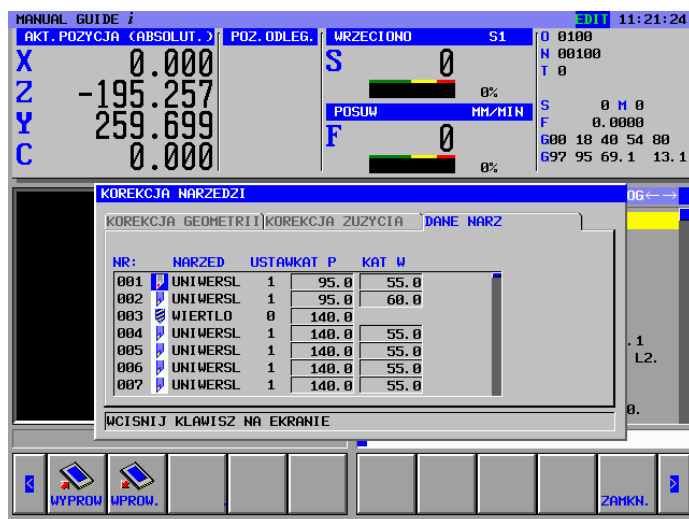 MANUAL GUIDE i EDIT 11:21:24
AKT.POZYCJA (ABSOLUT.) POZ.ODLEG. WRZECIONO S1 O 0100
X 0.000 S 0 N 00100
T 0
Z -195.257 0%
POSUW MM/MIN S 0 M 0
Y 259.699 F 0.0000
F 0 G00 18 40 54 80
C 0.000 0% G97 95 69.1 13.1
KOREKCJA NARZEDZI OG←→
KOREKCJA GEOMETRII KOREKCJA ZUZYCIA DANE NARZ
NR: NARZED USTAW KAT P KAT W
001 UNIWERSL 1 95.0 55.0
002 UNIWERSL 1 95.0 60.0
003 WIERTLO 0 140.0
004 UNIWERSL 1 140.0 55.0 .1
005 UNIWERSL 1 140.0 55.0 L2.
006 UNIWERSL 1 140.0 55.0
007 UNIWERSL 1 140.0 55.0
0.
WCISNIJ KLAWISZ NA EKRANIE
< WYPROW WPROW. ZAMKN. >